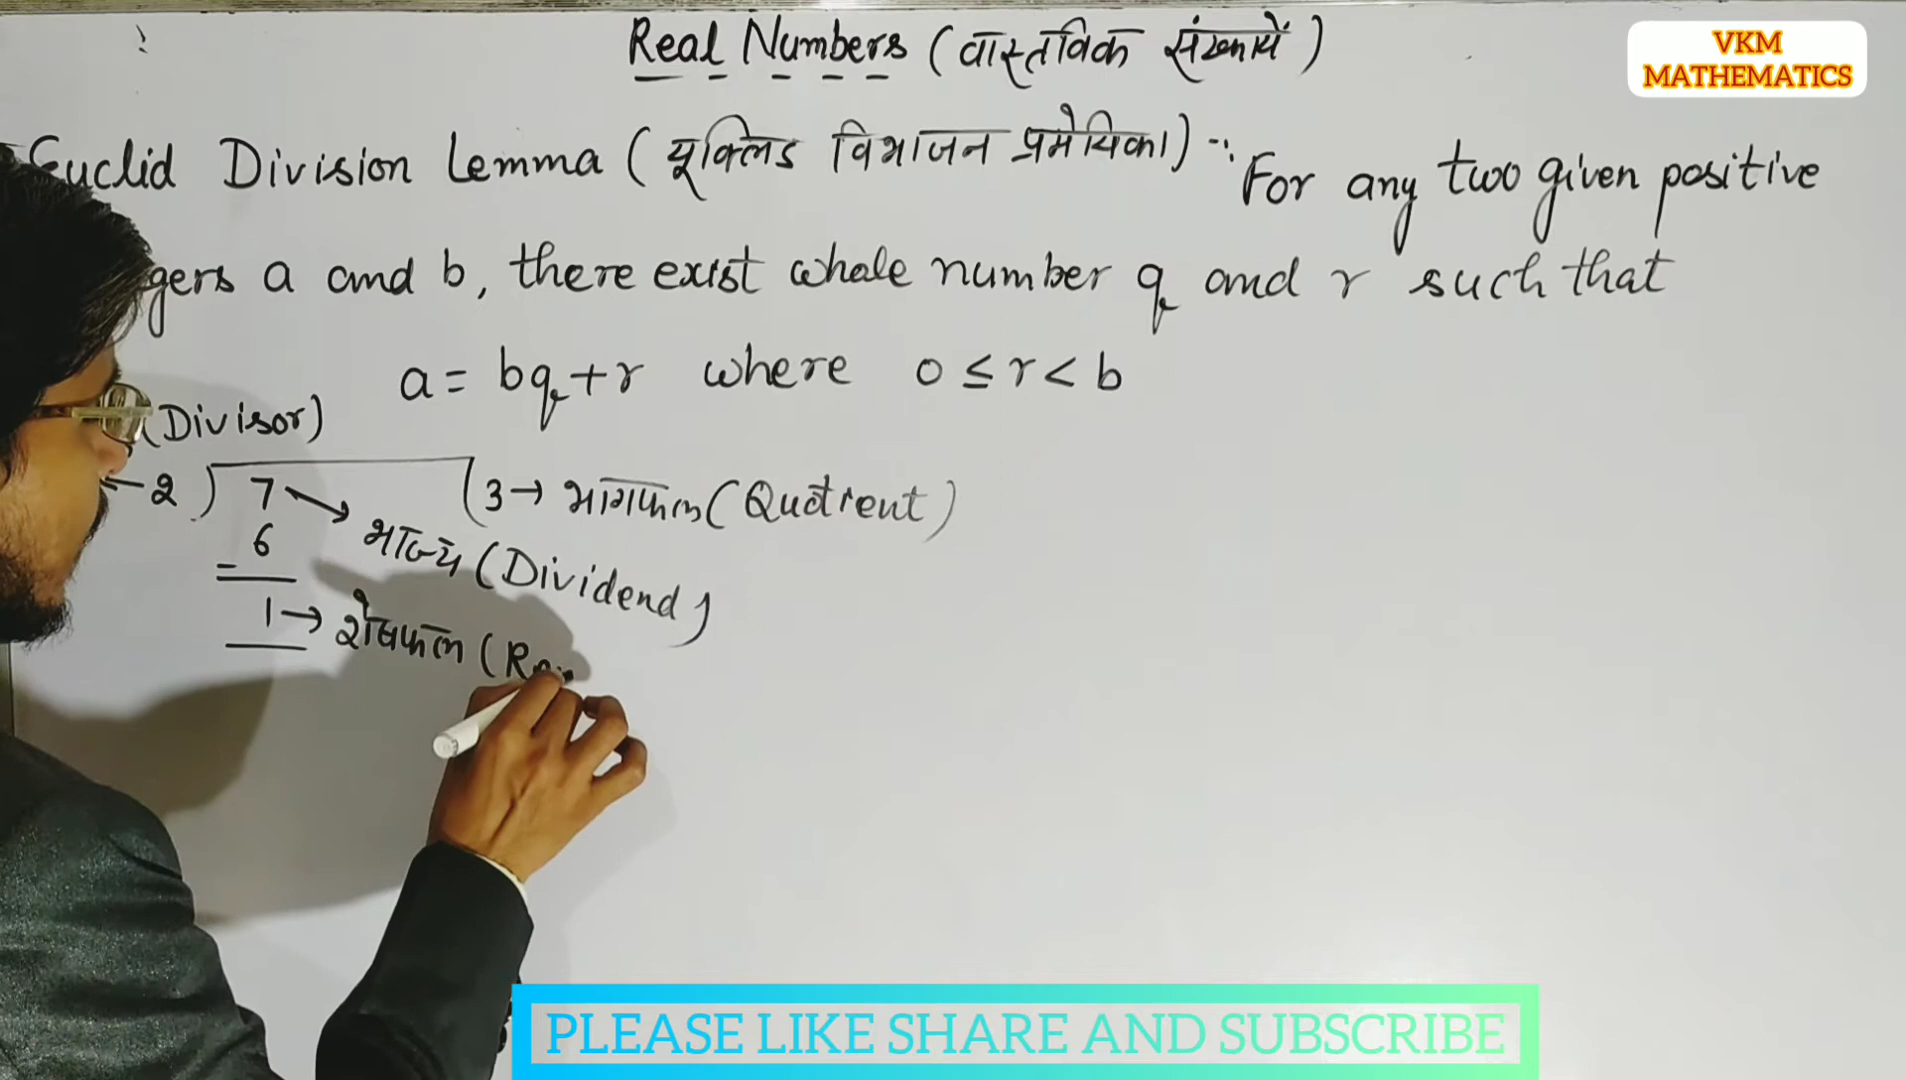 Real Numbers (वास्तविक संख्यायें)
VKM
MATHEMATICS
Euclid Division Lemma (यूक्लिड विभाजन प्रमेयिका) :- For any two given positive
gers a and b, there exist whole number q and r such that
a = bq + r where 0 ≤ r < b
(Divisor)
← 2 ) 7 ( 3 → भागफल (Quotient)
भाज्य (Dividend)
- 6
1 → शेषफल (Rem
PLEASE LIKE SHARE AND SUBSCRIBE